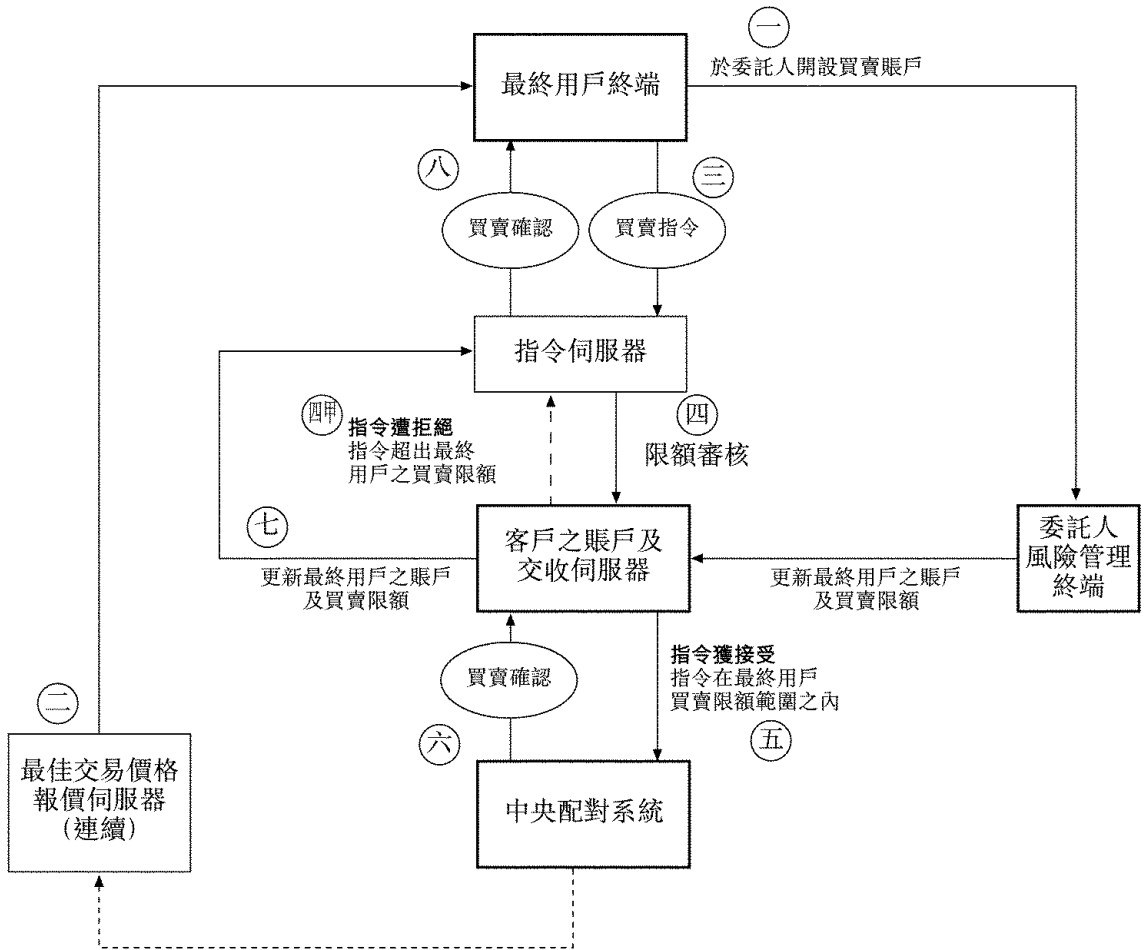 一
於委託人開設買賣賬戶
最終用戶終端
八
三
買賣確認
買賣指令
指令伺服器
四甲
指令遭拒絕
指令超出最終
用戶之買賣限額
四
限額審核
七
更新最終用戶之賬戶
及買賣限額
客戶之賬戶及
交收伺服器
更新最終用戶之賬戶
及買賣限額
委託人
風險管理
終端
買賣確認
指令獲接受
指令在最終用戶
買賣限額範圍之內
二
六
五
最佳交易價格
報價伺服器
(連續)
中央配對系統